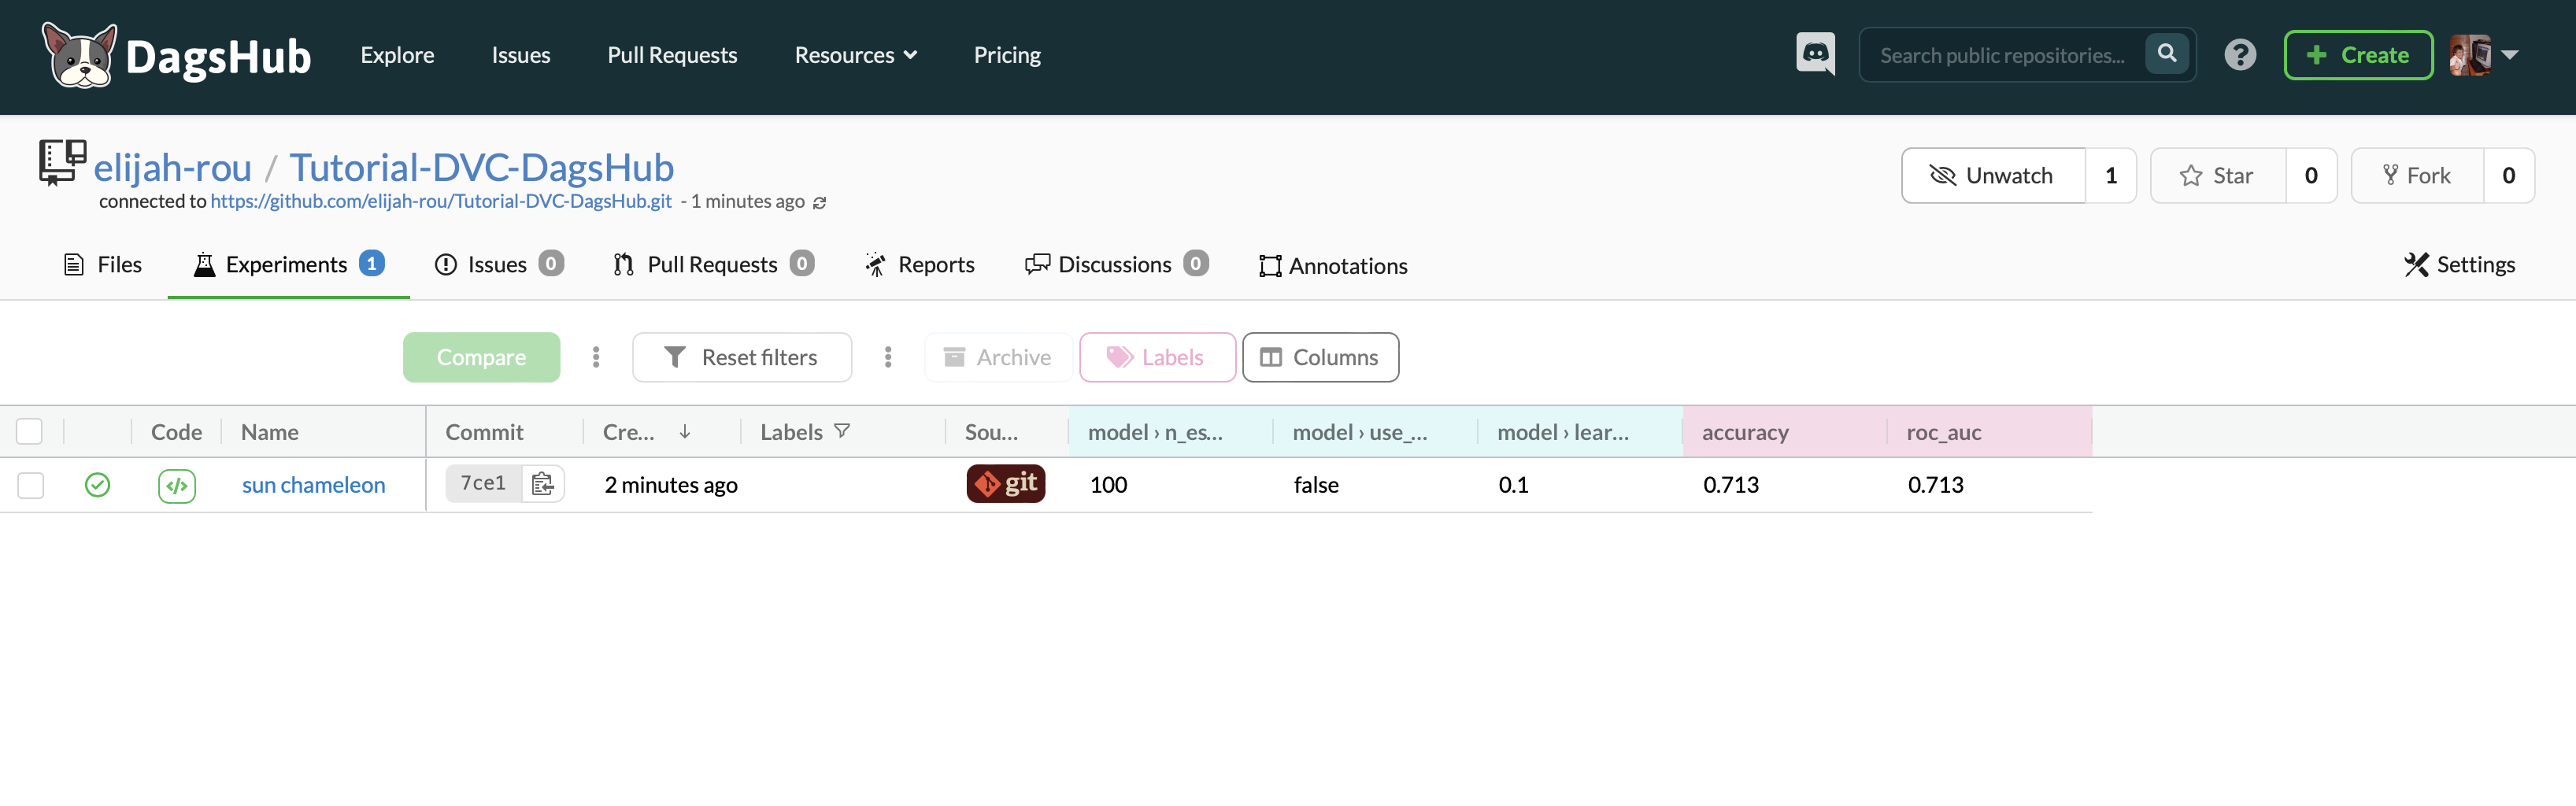 DagsHub Explore Issues Pull Requests Resources Pricing Search public repositories... Create
elijah-rou / Tutorial-DVC-DagsHub Unwatch 1 Star 0 Fork 0
connected to https://github.com/elijah-rou/Tutorial-DVC-DagsHub.git - 1 minutes ago
Files Experiments 1 Issues 0 Pull Requests 0 Reports Discussions 0 Annotations Settings
Compare Reset filters Archive Labels Columns
Code Name Commit Cre... Labels Sou... model › n_es... model › use_... model › lear... accuracy roc_auc
sun chameleon 7ce1 2 minutes ago git 100 false 0.1 0.713 0.713